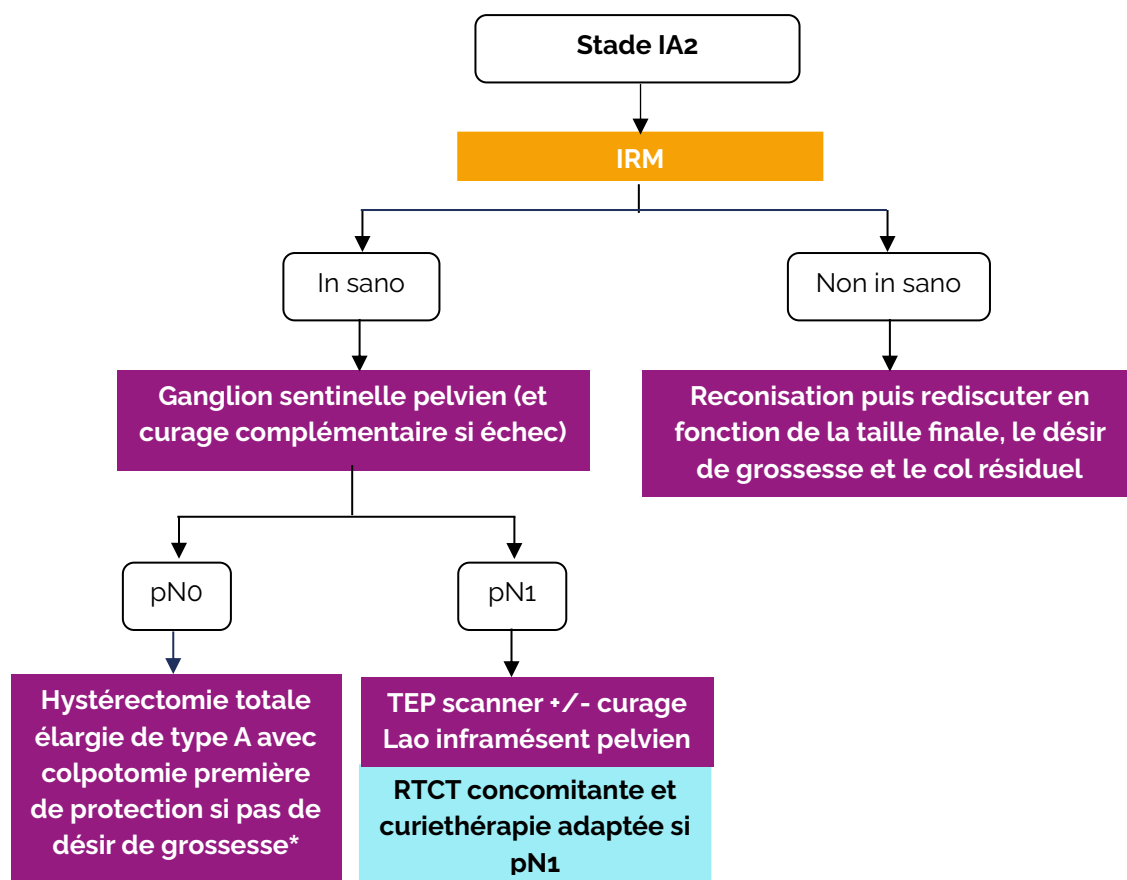 Stade IA2
IRM
In sano
Non in sano
Ganglion sentinelle pelvien (et
curage complémentaire si échec)
Reconisation puis rediscuter en
fonction de la taille finale, le désir
de grossesse et le col résiduel
pN0
pN1
Hystérectomie totale
élargie de type A avec
colpotomie première
de protection si pas de
désir de grossesse*
TEP scanner +/- curage
Lao inframésent pelvien
RTCT concomitante et
curiethérapie adaptée si
pN1